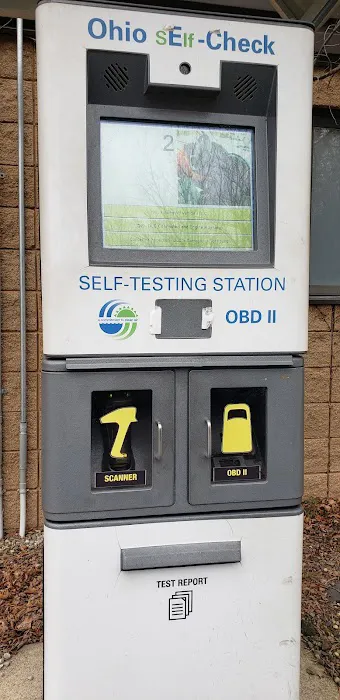 Ohio sElf-Check
2
SELF-TESTING STATION
OBD II
SCANNER
OBD II
TEST REPORT